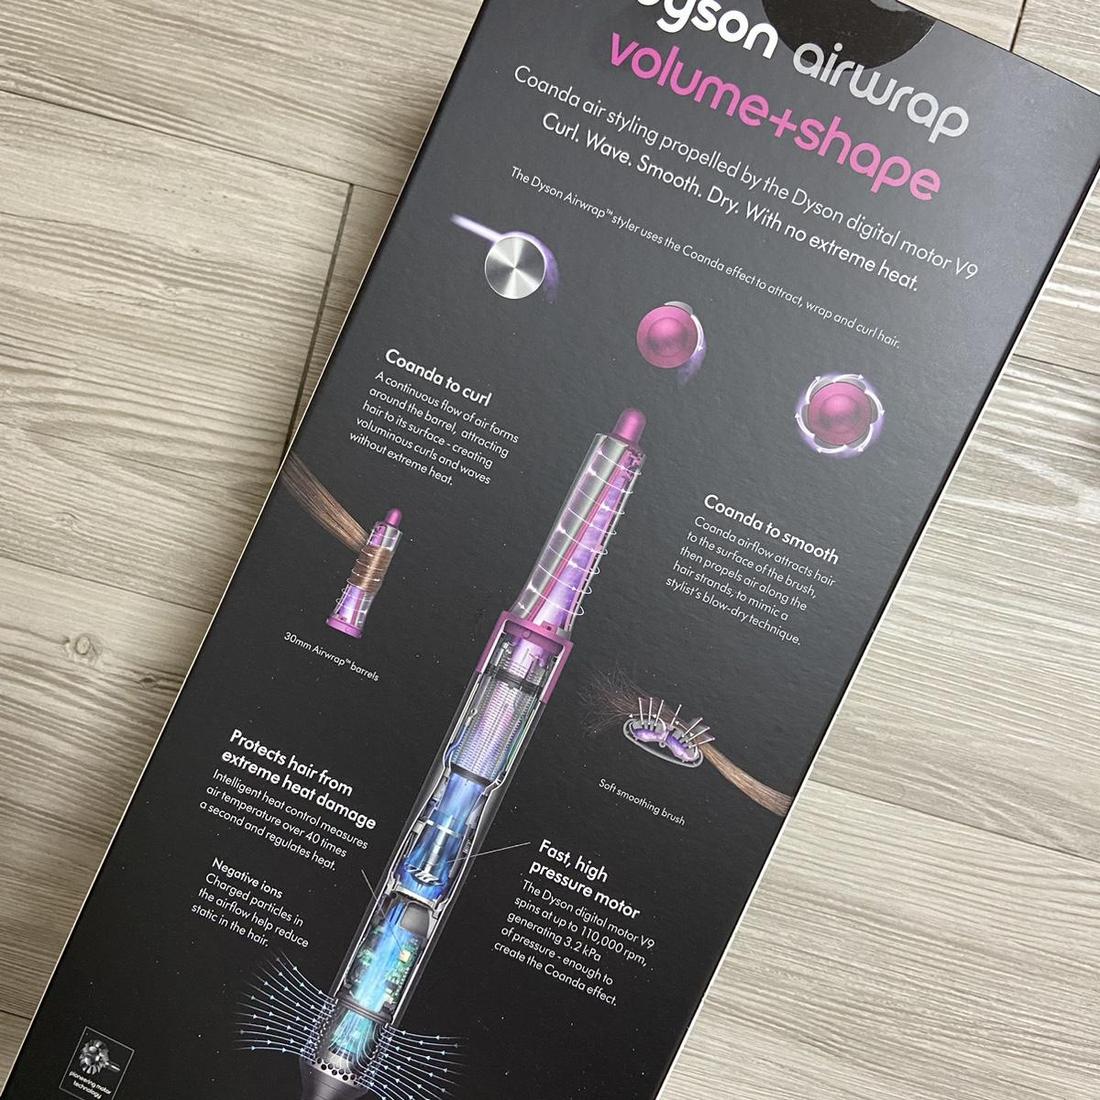 dyson airwrap
volume+shape
Coanda air styling propelled by the Dyson digital motor V9
Curl. Wave. Smooth. Dry. With no extreme heat.
The Dyson Airwrap™ styler uses the Coanda effect to attract, wrap and curl hair.
Coanda to curl
A continuous flow of air forms
around the barrel, attracting
hair to its surface - creating
voluminous curls and waves
without extreme heat.
30mm Airwrap™ barrels
Coanda to smooth
Coanda airflow attracts hair
to the surface of the brush,
then propels air along the
hair strands, to mimic a
stylist's blow-dry technique.
Soft smoothing brush
Protects hair from
extreme heat damage
Intelligent heat control measures
air temperature over 40 times
a second and regulates heat.
Negative ions
Charged particles in
the airflow help reduce
static in the hair.
Fast, high
pressure motor
The Dyson digital motor V9
spins at up to 110,000 rpm,
generating 3.2 kPa
of pressure - enough to
create the Coanda effect.
pioneering motor
technology